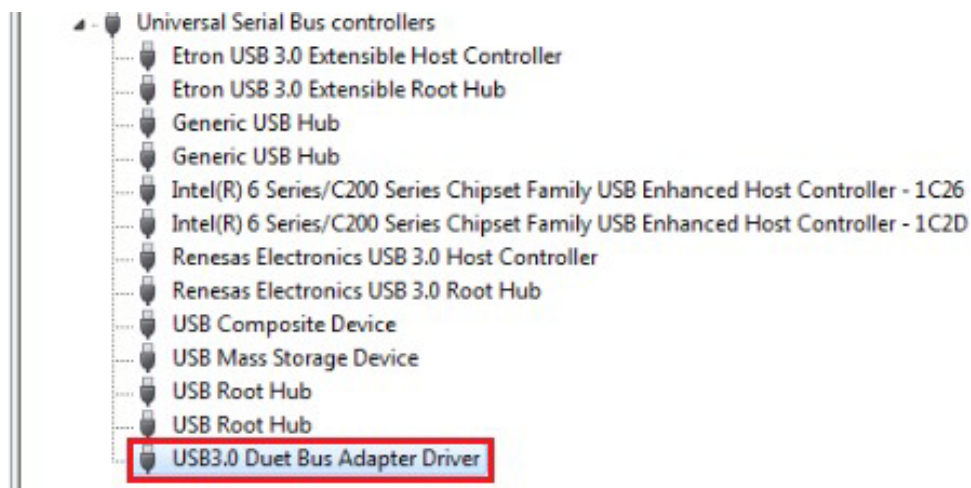 Universal Serial Bus controllers
Etron USB 3.0 Extensible Host Controller
Etron USB 3.0 Extensible Root Hub
Generic USB Hub
Generic USB Hub
Intel(R) 6 Series/C200 Series Chipset Family USB Enhanced Host Controller - 1C26
Intel(R) 6 Series/C200 Series Chipset Family USB Enhanced Host Controller - 1C2D
Renesas Electronics USB 3.0 Host Controller
Renesas Electronics USB 3.0 Root Hub
USB Composite Device
USB Mass Storage Device
USB Root Hub
USB Root Hub
USB3.0 Duet Bus Adapter Driver